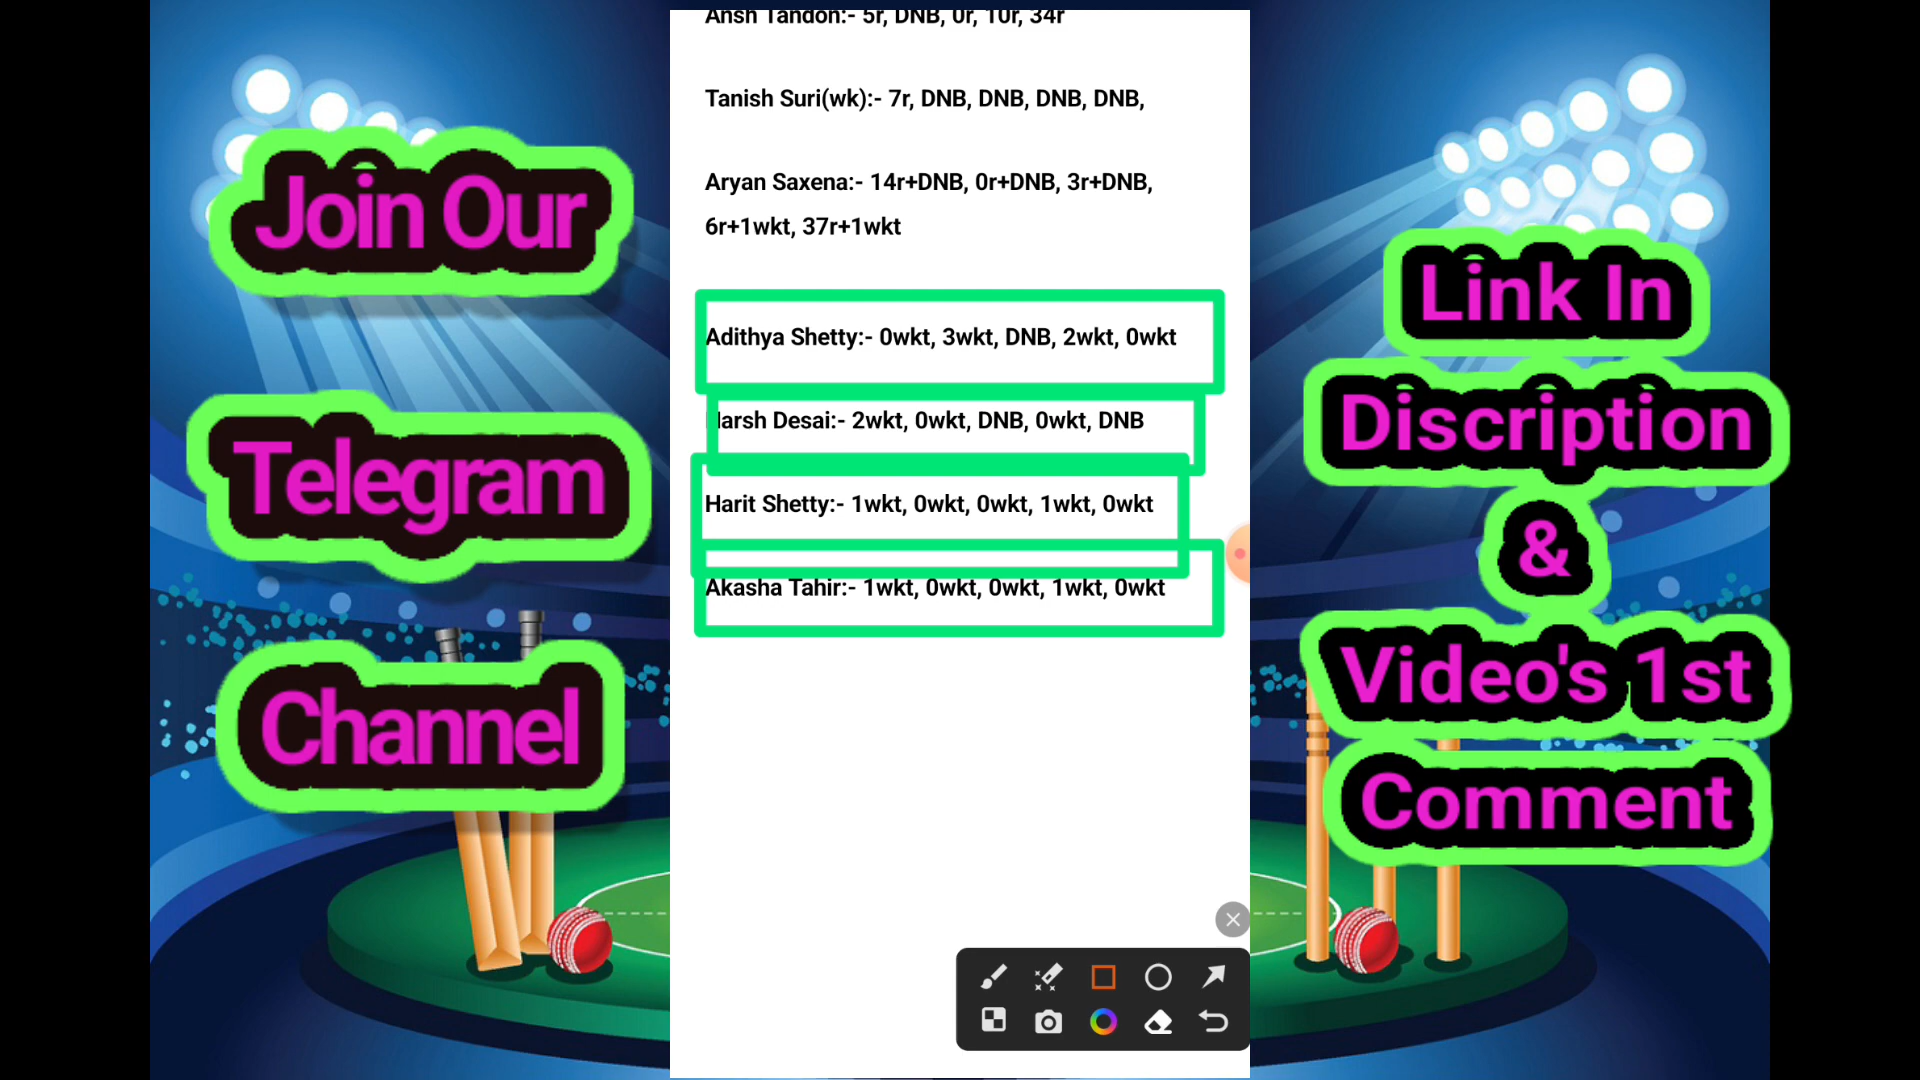 Ansh Tandon:- 5r, DNB, 0r, 10r, 34r
Tanish Suri(wk):- 7r, DNB, DNB, DNB, DNB,
Aryan Saxena:- 14r+DNB, 0r+DNB, 3r+DNB,
6r+1wkt, 37r+1wkt
Adithya Shetty:- 0wkt, 3wkt, DNB, 2wkt, 0wkt
Harsh Desai:- 2wkt, 0wkt, DNB, 0wkt, DNB
Harit Shetty:- 1wkt, 0wkt, 0wkt, 1wkt, 0wkt
Akasha Tahir:- 1wkt, 0wkt, 0wkt, 1wkt, 0wkt
Join Our
Telegram
Channel
Link In
Discription
&
Video's 1st
Comment